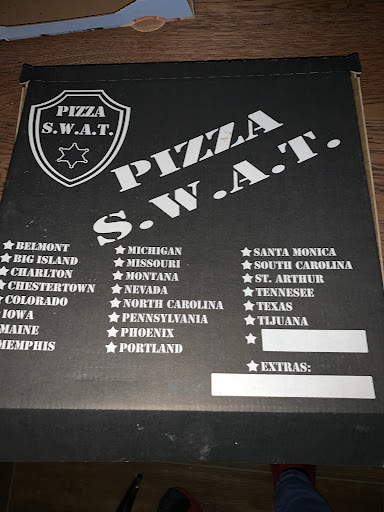 PIZZA
S.W.A.T.
PIZZA
S.W.A.T.
BELMONT
BIG ISLAND
CHARLTON
CHESTERTOWN
COLORADO
IOWA
MAINE
MEMPHIS
MICHIGAN
MISSOURI
MONTANA
NEVADA
NORTH CAROLINA
PENNSYLVANIA
PHOENIX
PORTLAND
SANTA MONICA
SOUTH CAROLINA
ST. ARTHUR
TENNESEE
TEXAS
TIJUANA
EXTRAS: